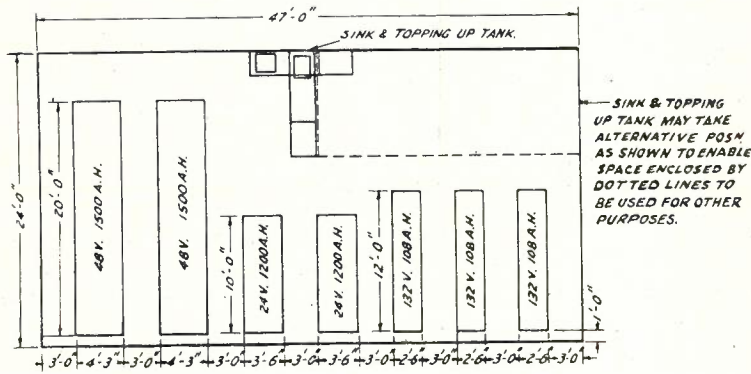 47'-0"
SINK & TOPPING UP TANK.
SINK & TOPPING
UP TANK MAY TAKE
ALTERNATIVE POSN
AS SHOWN TO ENABLE
SPACE ENCLOSED BY
DOTTED LINES TO
BE USED FOR OTHER
PURPOSES.
24'-0"
20'-0"
48V. 1500 A.H.
48V. 1500 A.H.
10'-0"
24V. 1200 A.H.
24V. 1200 A.H.
12'-0"
132 V. 108 A.H.
132 V. 108 A.H.
132 V. 108 A.H.
1'-0"
3'-0" 4'-3" 3'-0" 4'-3" 3'-0" 3'-6" 3'-0" 3'-6" 3'-0" 2'-6" 3'-0" 2'-6" 3'-0" 2'-6" 3'-0"